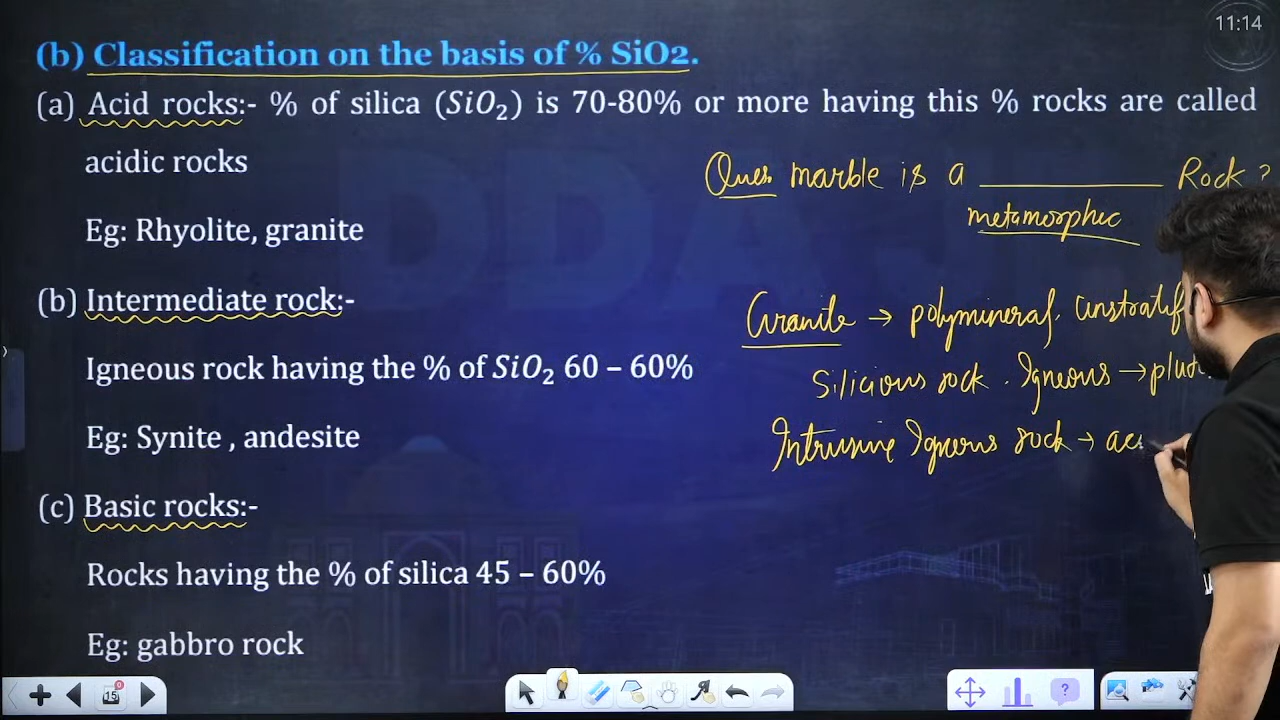 11:14
(b) Classification on the basis of % SiO2.
(a) Acid rocks:- % of silica (SiO₂) is 70-80% or more having this % rocks are called
acidic rocks
Ques. marble is a ________ Rock ?
metamorphic
Eg: Rhyolite, granite
(b) Intermediate rock:-
Granite → polymineral,
Igneous rock having the % of SiO₂ 60 – 60%
Silicious rock . Igneous →
Eg: Synite , andesite
Intrusive Igneous rock →
(c) Basic rocks:-
Rocks having the % of silica 45 – 60%
Eg: gabbro rock
15